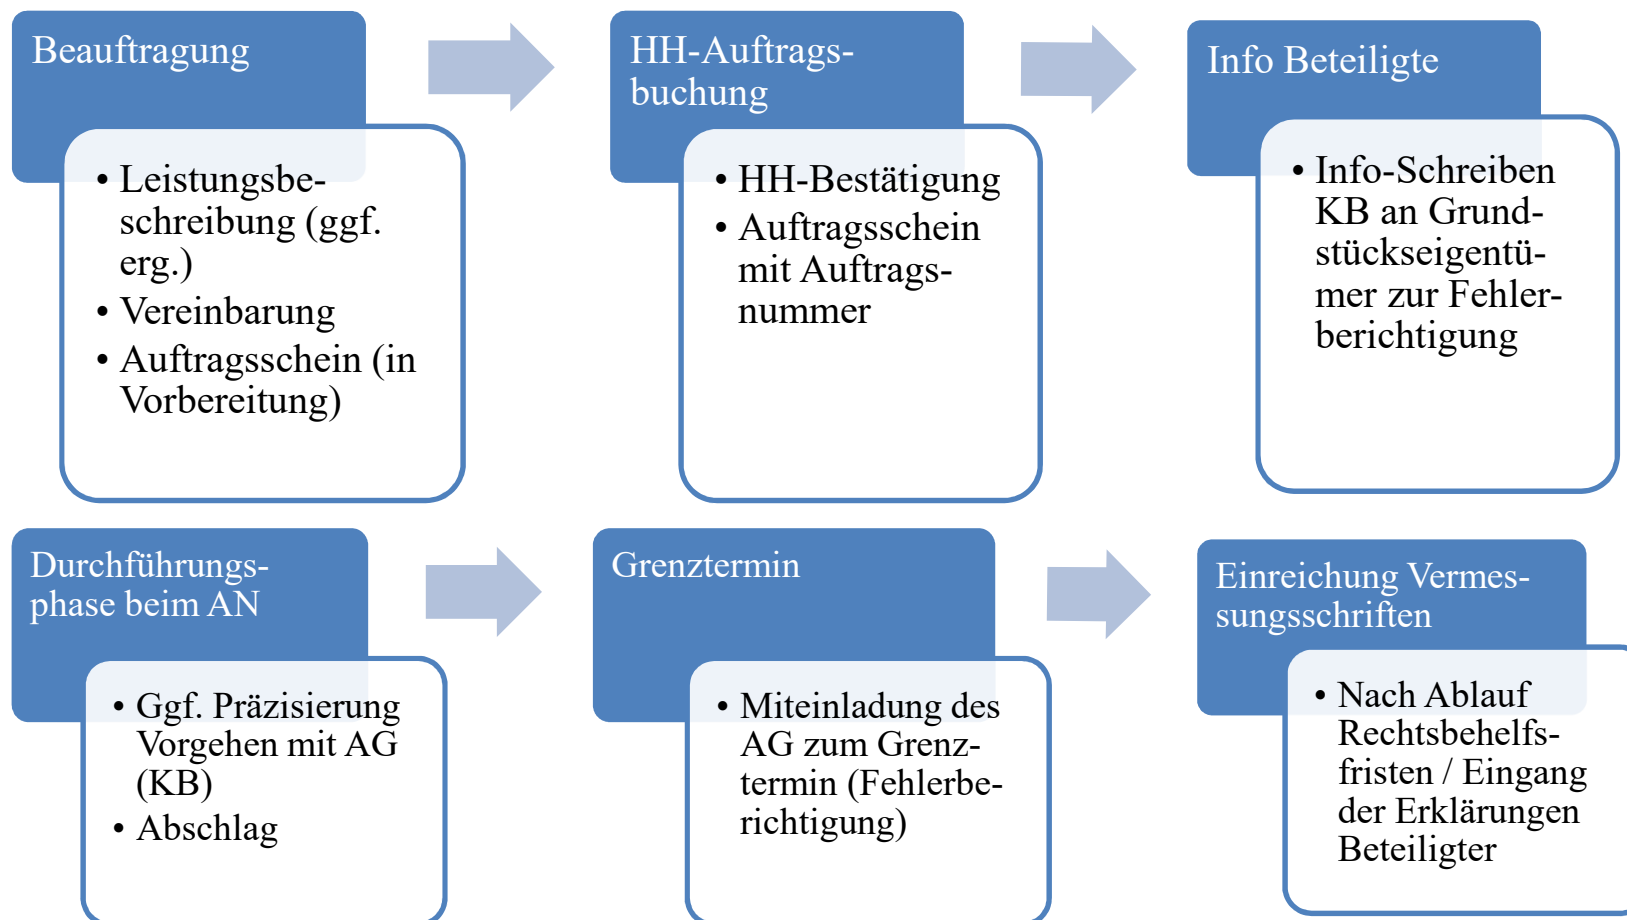 Beauftragung
• Leistungsbe-
schreibung (ggf.
erg.)
• Vereinbarung
• Auftragsschein (in
Vorbereitung)
HH-Auftrags-
buchung
• HH-Bestätigung
• Auftragsschein
mit Auftrags-
nummer
Info Beteiligte
• Info-Schreiben
KB an Grund-
stückseigentü-
mer zur Fehler-
berichtigung
Durchführungs-
phase beim AN
• Ggf. Präzisierung
Vorgehen mit AG
(KB)
• Abschlag
Grenztermin
• Miteinladung des
AG zum Grenz-
termin (Fehlerbe-
richtigung)
Einreichung Vermes-
sungsschriften
• Nach Ablauf
Rechtsbehelfs-
fristen / Eingang
der Erklärungen
Beteiligter